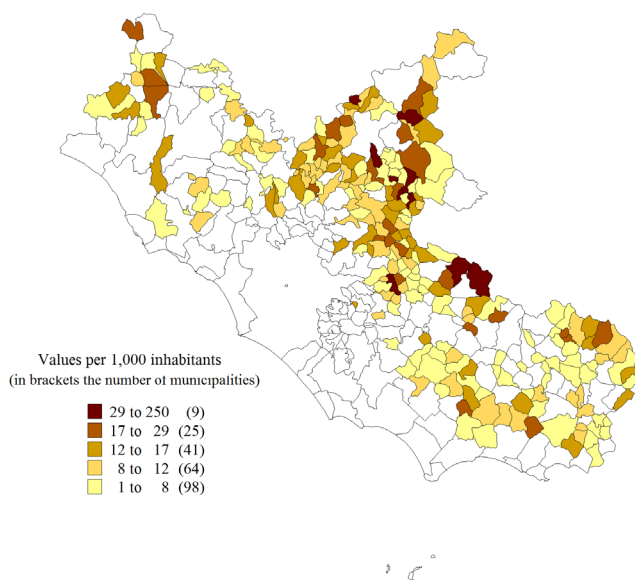 Values per 1,000 inhabitants
(in brackets the number of municipalities)
29 to 250 (9)
17 to 29 (25)
12 to 17 (41)
8 to 12 (64)
1 to 8 (98)